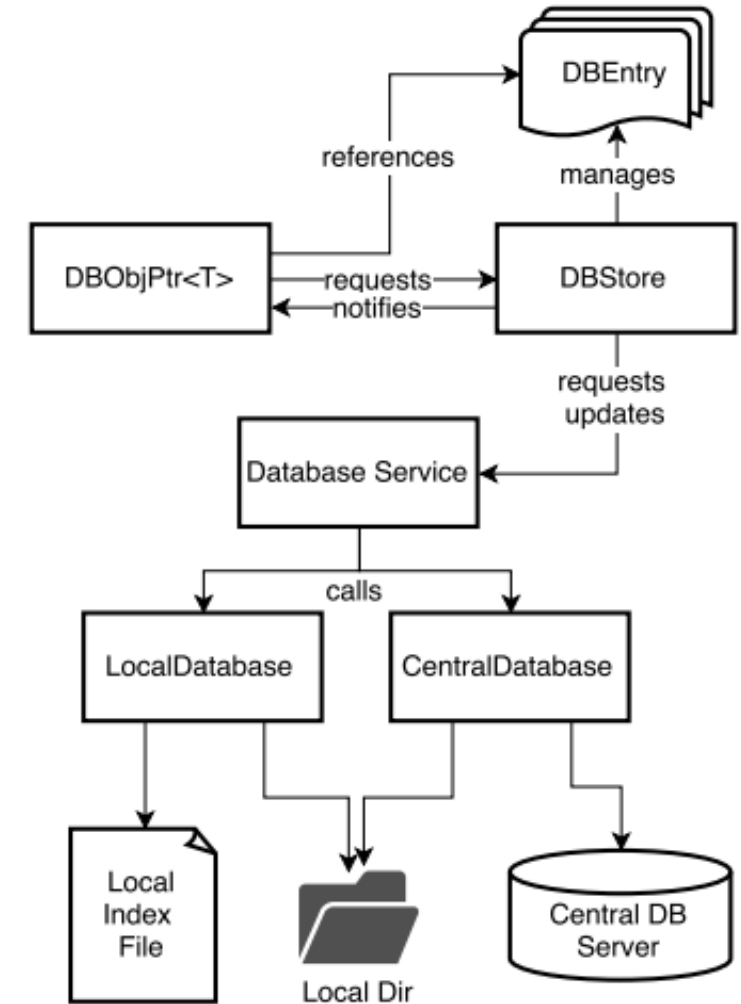 DBEntry
references
manages
DBObjPtr<T>
requests
notifies
DBStore
requests
updates
Database Service
calls
LocalDatabase
CentralDatabase
Local
Index
File
Local Dir
Central DB
Server